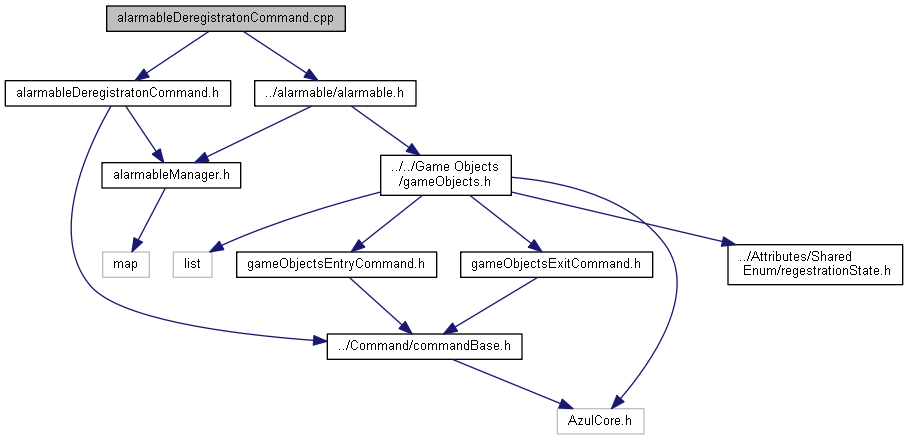 alarmableDeregistratonCommand.cpp
alarmableDeregistratonCommand.h
../alarmable/alarmable.h
alarmableManager.h
../../Game Objects
/gameObjects.h
map
list
gameObjectsEntryCommand.h
gameObjectsExitCommand.h
../Attributes/Shared
Enum/regestrationState.h
../Command/commandBase.h
AzulCore.h